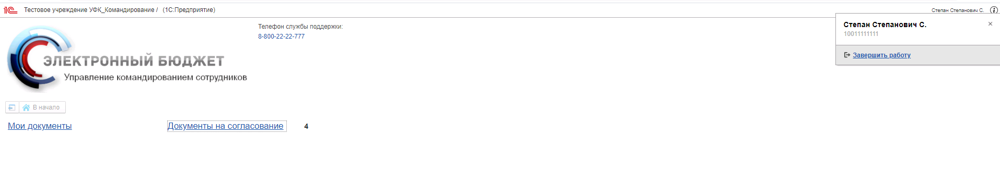 1С Тестовое учреждение УФК_Командирование / (1С:Предприятие) Степан Степанович С.
Степан Степанович С.
10011111111
Завершить работу
Телефон службы поддержки:
8-800-22-22-777
ЭЛЕКТРОННЫЙ БЮДЖЕТ
Управление командированием сотрудников
В начало
Мои документы Документы на согласование 4